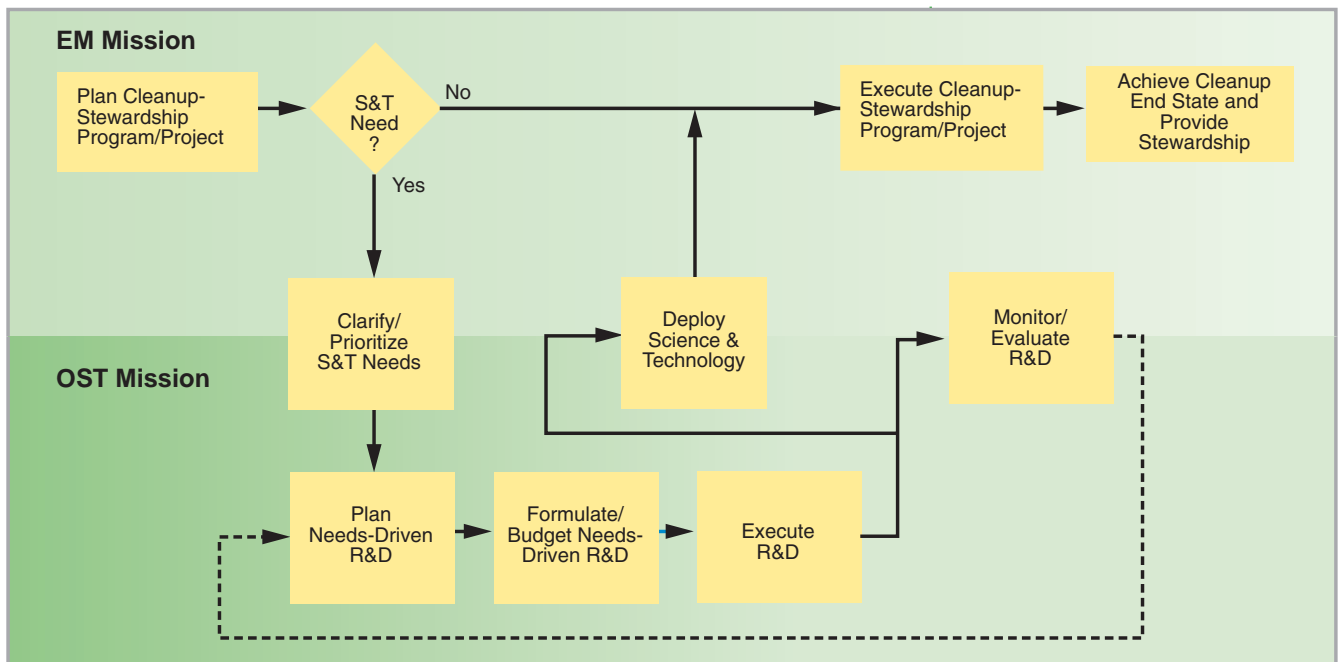 EM Mission
Plan Cleanup-
Stewardship
Program/Project
S&T
Need
?
No
Yes
Execute Cleanup-
Stewardship
Program/Project
Achieve Cleanup
End State and
Provide
Stewardship
Clarify/
Prioritize
S&T Needs
Deploy
Science &
Technology
Monitor/
Evaluate
R&D
OST Mission
Plan
Needs-Driven
R&D
Formulate/
Budget Needs-
Driven R&D
Execute
R&D